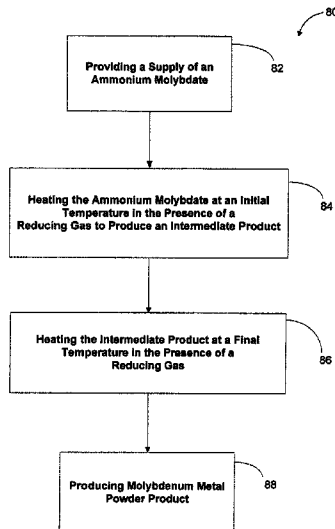 80
Providing a Supply of an
Ammonium Molybdate
82
Heating the Ammonium Molybdate at an Initial
Temperature in the Presence of a
Reducing Gas to Produce an Intermediate Product
84
Heating the Intermediate Product at a Final
Temperature in the Presence of a
Reducing Gas
86
Producing Molybdenum Metal
Powder Product
88